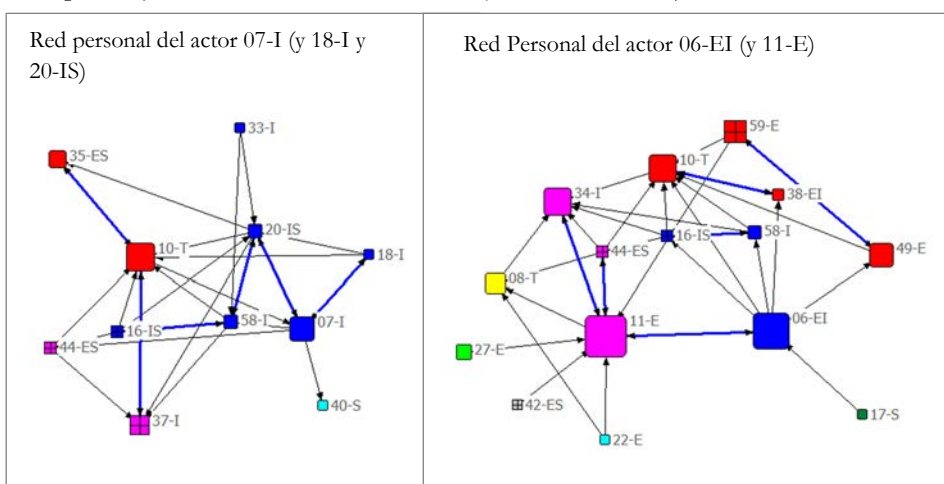 Red personal del actor 07-I (y 18-I y
20-IS)
33-I
35-ES
20-IS
10-T
18-I
58-I
07-I
16-IS
44-ES
40-S
37-I
Red Personal del actor 06-EI (y 11-E)
59-E
10-T
38-EI
34-I
58-I
16-IS
44-ES
49-E
08-T
11-E
06-EI
27-E
42-ES
17-S
22-E